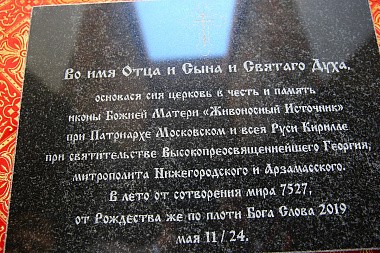 Во имя Отца и Сына и Святаго Духа,
основася сия церковь в честь и память
иконы Божией Матери «Живоносный Источник»
при Патриархе Московском и всея Руси Кирилле
при святительстве Высокопреосвященнейшего Георгия,
митрополита Нижегородского и Арзамасского.
В лето от сотворения мира 7527,
от Рождества же по плоти Бога Слова 2019
мая 11/24.